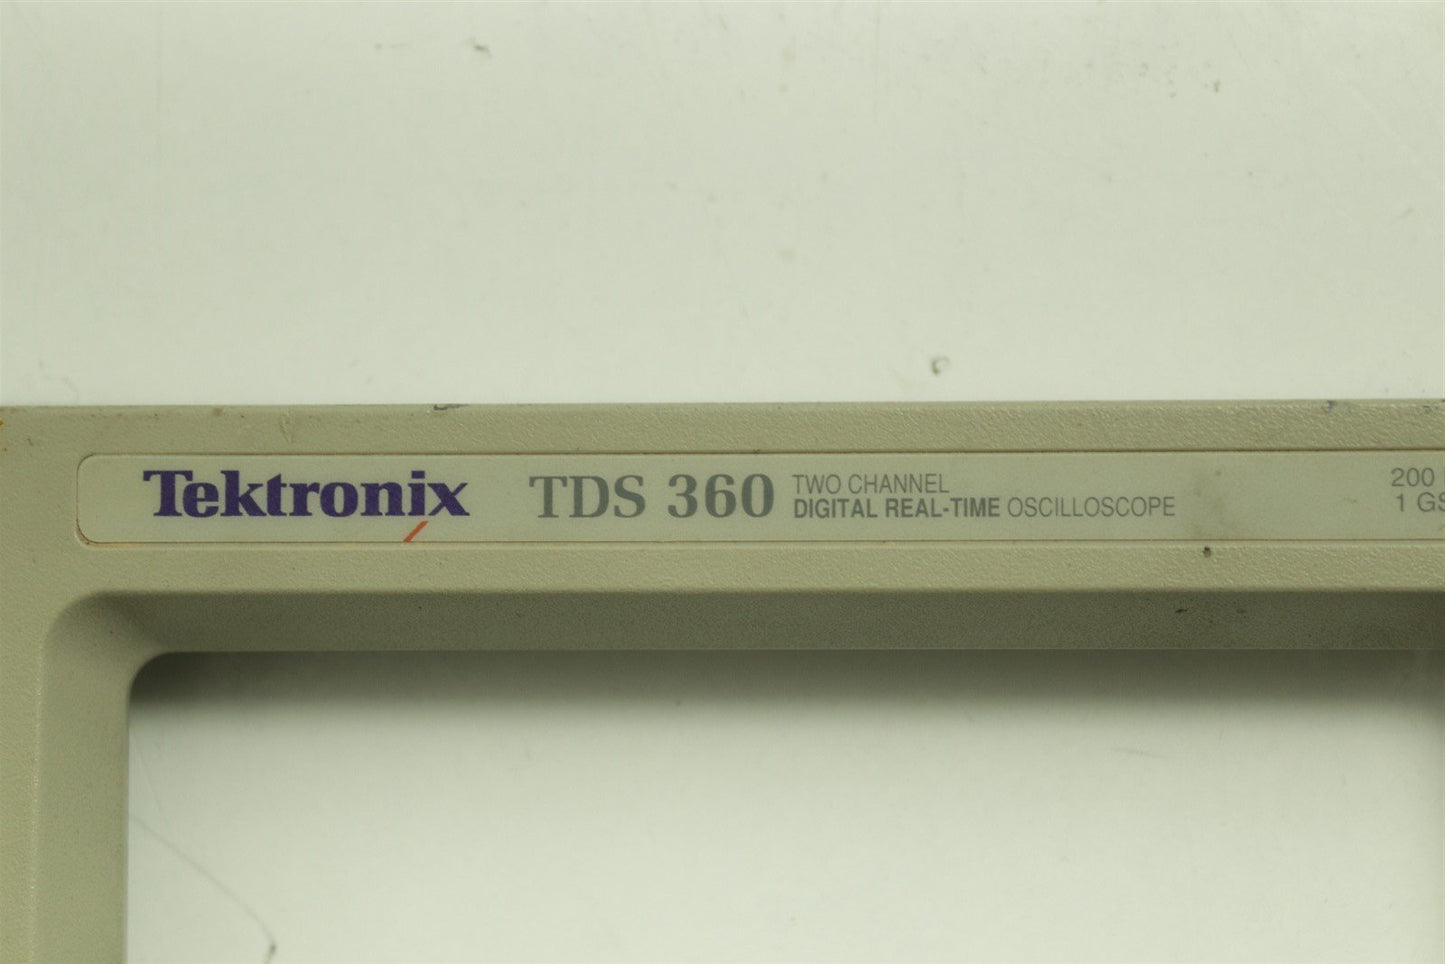 Tektronix TDS 360 TWO CHANNEL
DIGITAL REAL-TIME OSCILLOSCOPE
200
1 GS